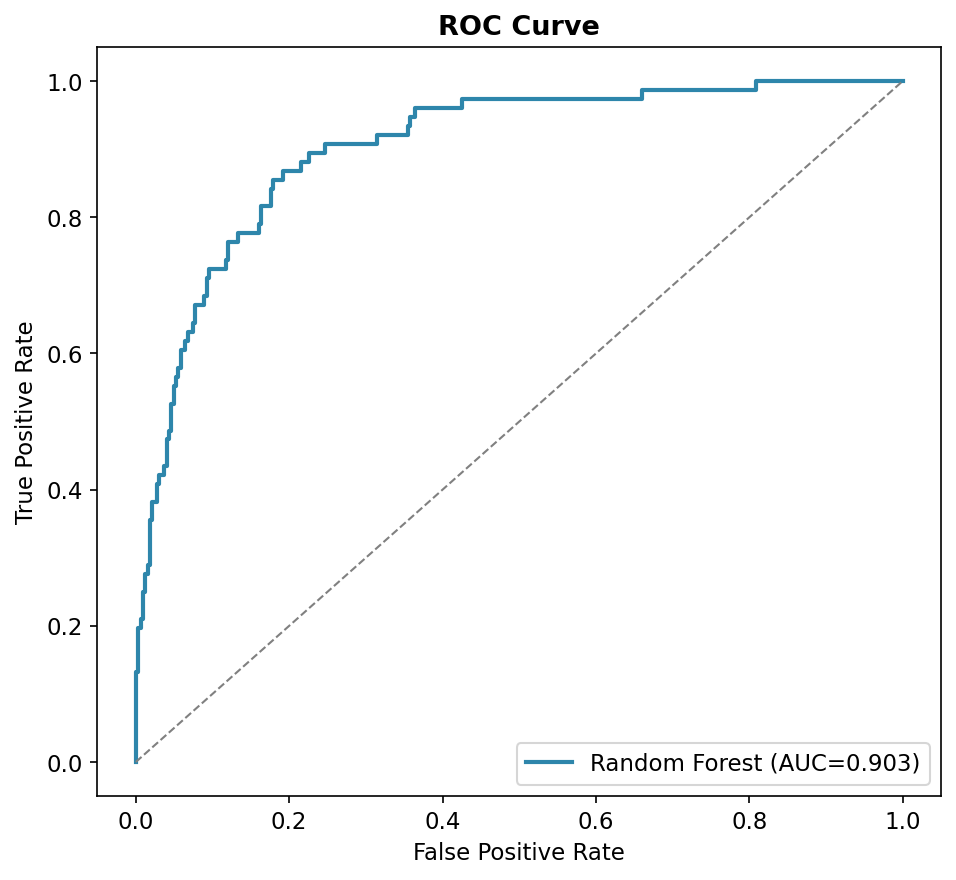 ROC Curve
1.0
0.8
0.6
0.4
0.2
0.0
True Positive Rate
Random Forest (AUC=0.903)
0.0 0.2 0.4 0.6 0.8 1.0
False Positive Rate